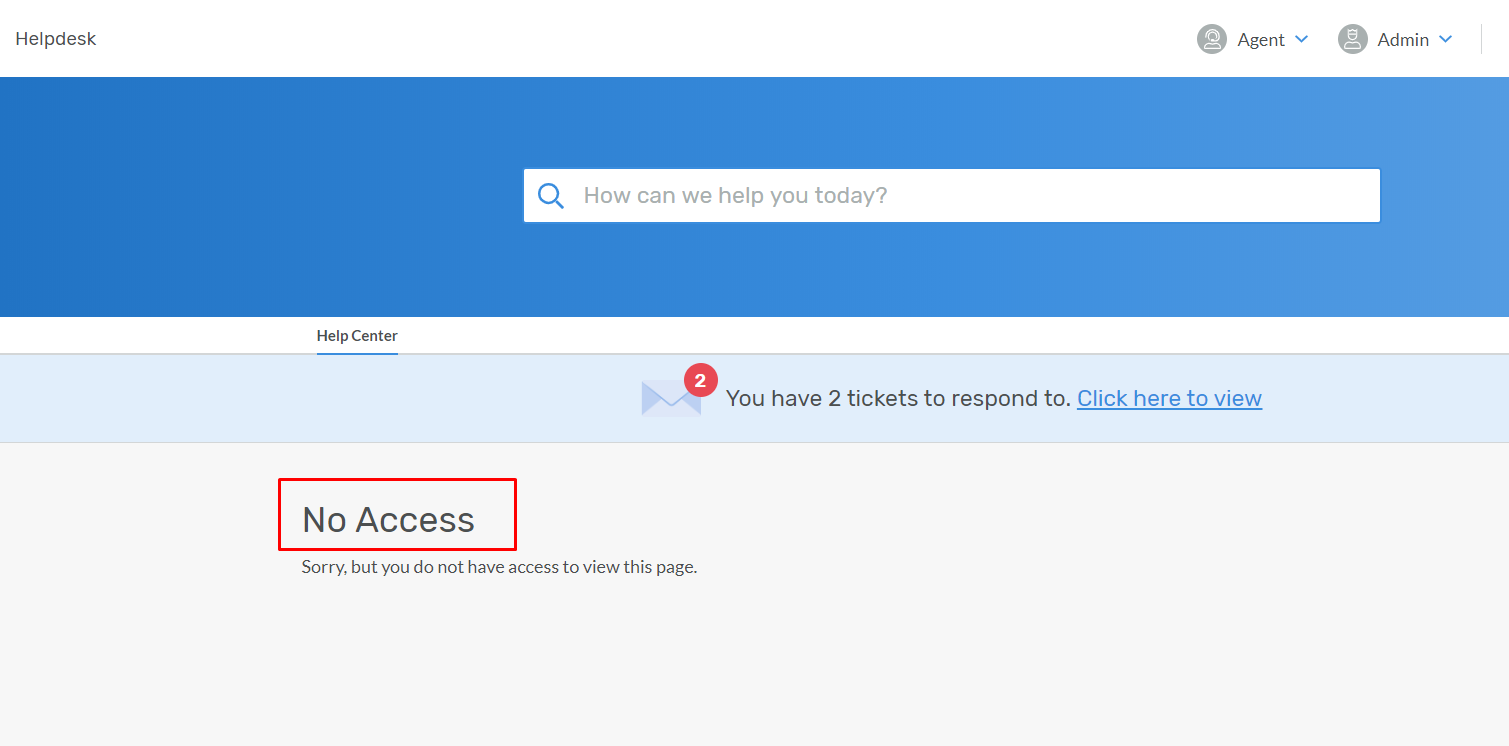 Helpdesk
Agent
Admin
How can we help you today?
Help Center
2
You have 2 tickets to respond to. Click here to view
No Access
Sorry, but you do not have access to view this page.